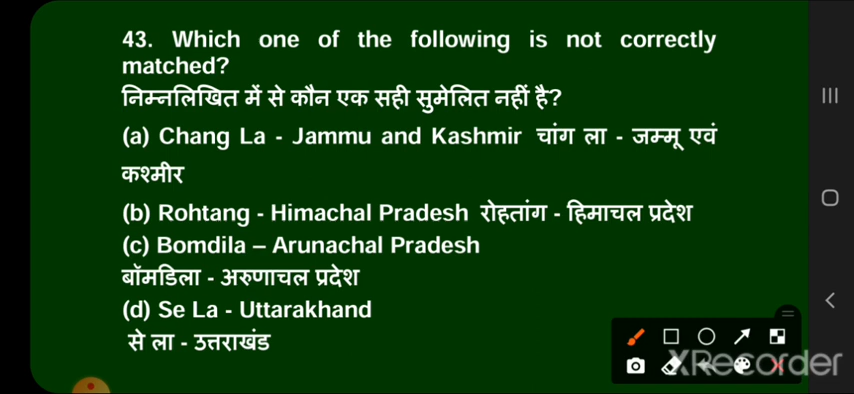 43. Which one of the following is not correctly
matched?
निम्नलिखित में से कौन एक सही सुमेलित नहीं है?
(a) Chang La - Jammu and Kashmir चांग ला - जम्मू एवं
कश्मीर
(b) Rohtang - Himachal Pradesh रोहतांग - हिमाचल प्रदेश
(c) Bomdila – Arunachal Pradesh
बॉमडिला - अरुणाचल प्रदेश
(d) Se La - Uttarakhand
से ला - उत्तराखंड
XRecorder